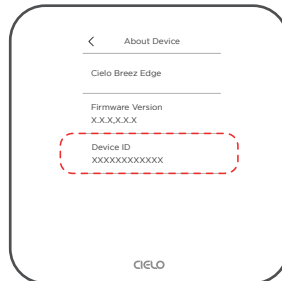 About Device
Cielo Breez Edge
Firmware Version
X.X.X,X.X.X
Device ID
XXXXXXXXXXXX
CIELO